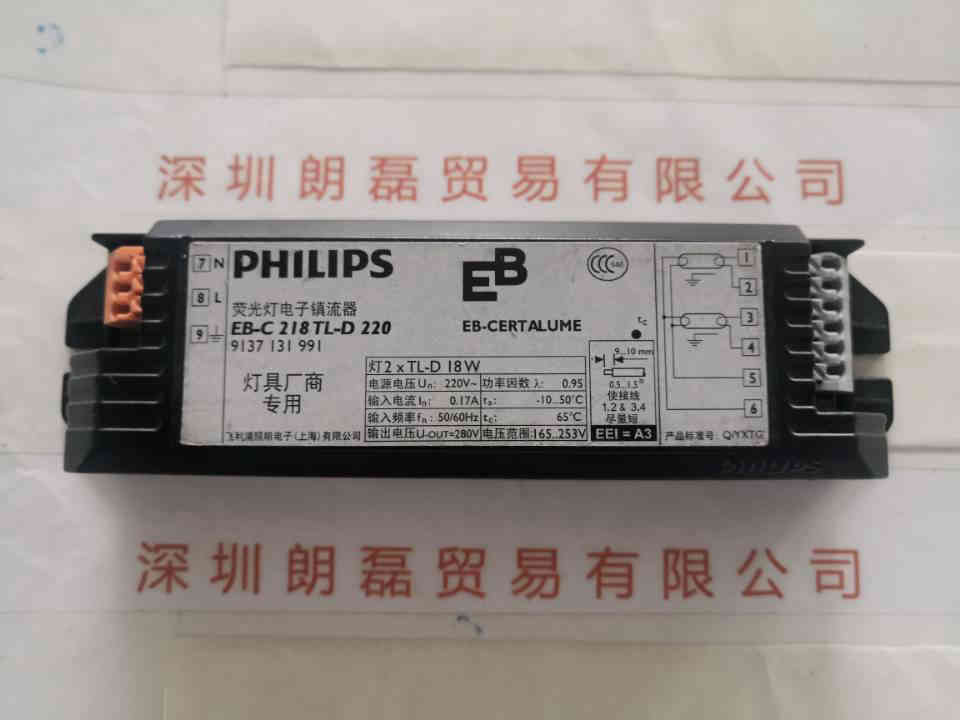 深圳朗磊贸易有限公司
7 N
8 L
9
PHILIPS
EB
EB-CERTALUME
荧光灯电子镇流器
EB-C 218 TL-D 220
9137 131 991
灯具厂商
专用
飞利浦照明电子(上海)有限公司
灯2 x TL-D 18W
电源电压Un: 220V~ 功率因数 λ: 0.95
输入电流In: 0.17A ta: -10...50°C
输入频率fn: 50/60Hz tc: 65°C
输出电压U-OUT=280V 电压范围:165..253V
tc
9...10 mm
0.5...1.5□
使接线
1.2 & 3.4
尽量短
EEI = A3
1
2
3
4
5
6
产品标准号: Q/YXTG
PHILIPS
深圳朗磊贸易有限公司